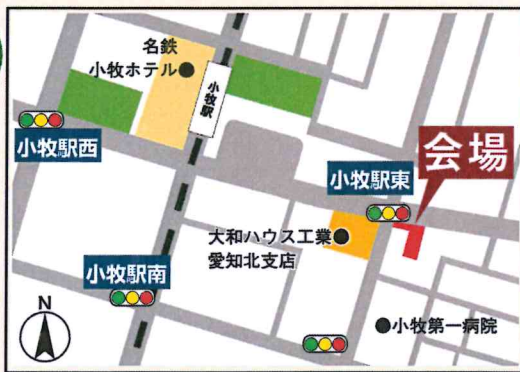 名鉄
小牧ホテル
小牧駅
小牧駅西
会場
小牧駅東
大和ハウス工業
愛知北支店
小牧駅南
N
小牧第一病院